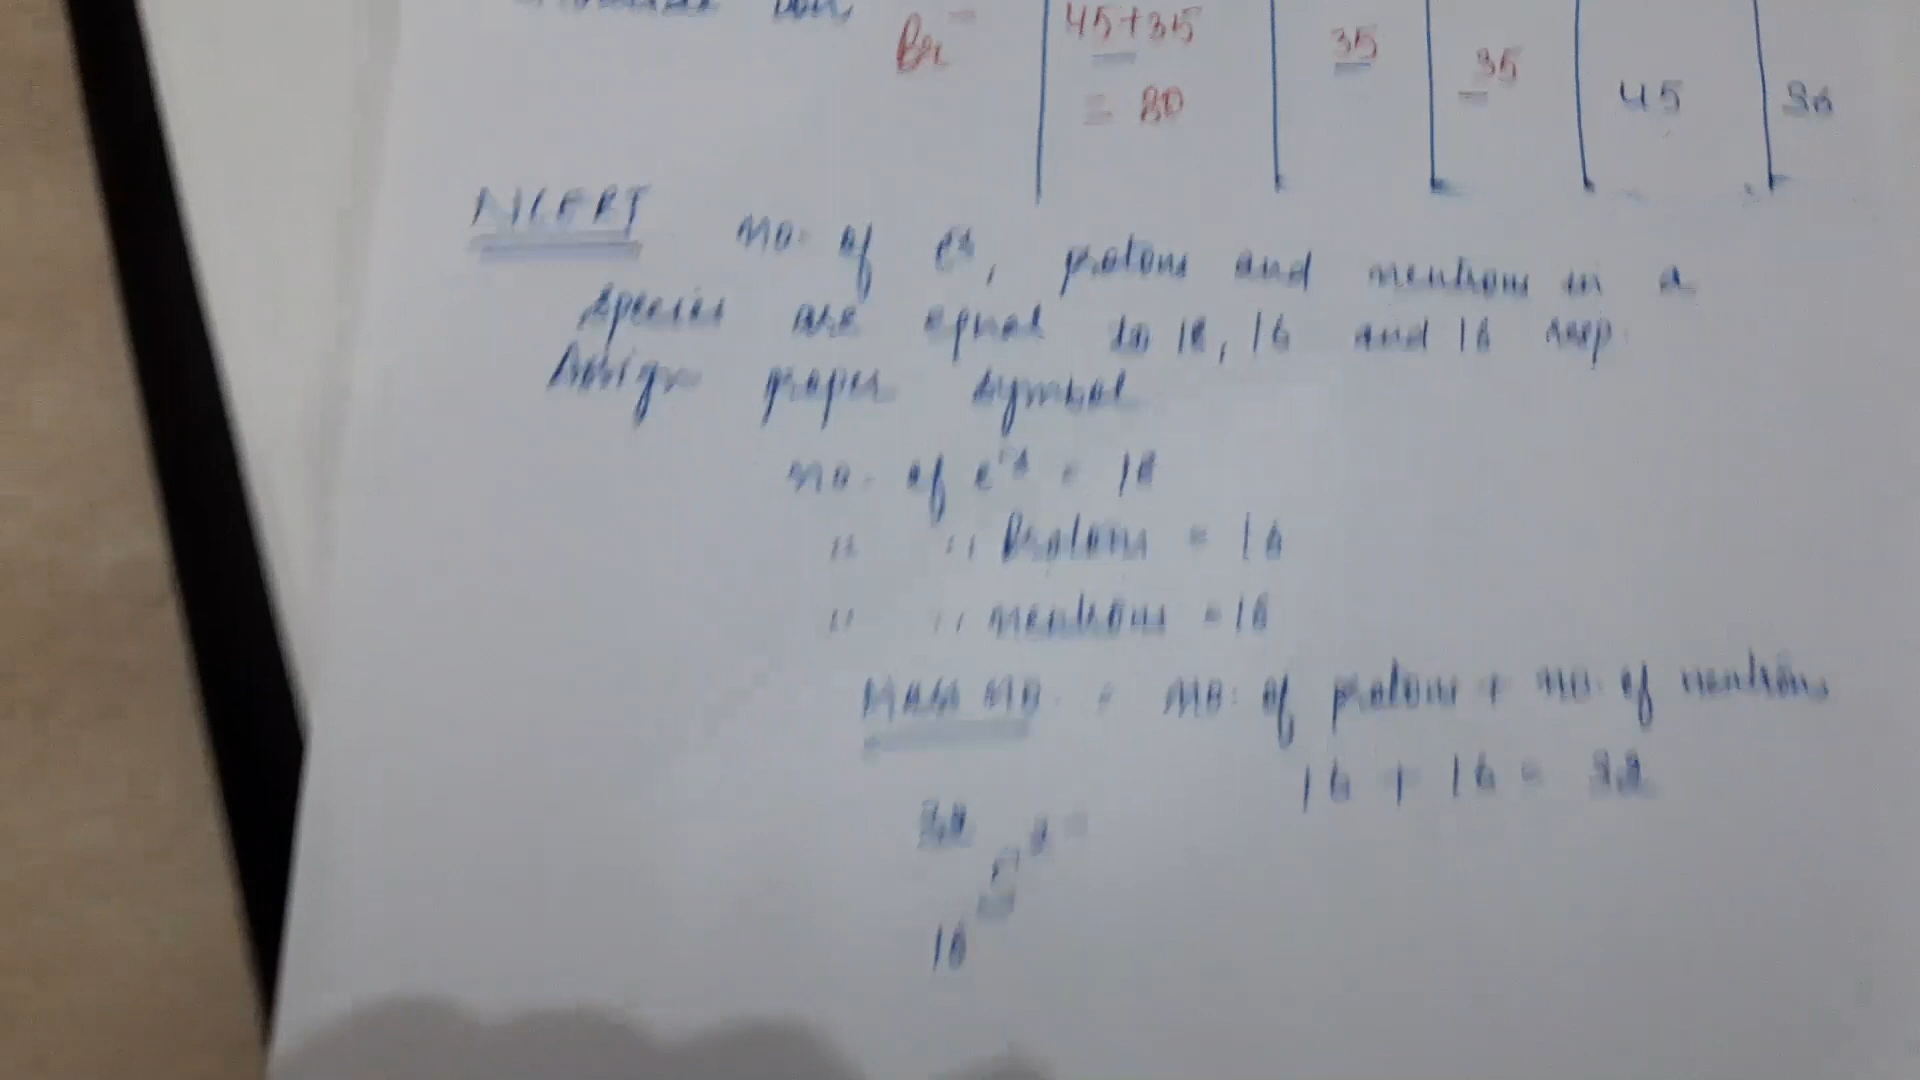 Br⁻ 45+35 35 35 45 36
= 80
NCERT no. of e's, protons and neutrons in a
species are equal to 18, 16 and 16 resp.
Assign proper symbol
no. of e's = 18
" " Protons = 16
" " neutrons = 16
Mass no. = no. of protons + no. of neutrons
16 + 16 = 32
32
S²⁻
16